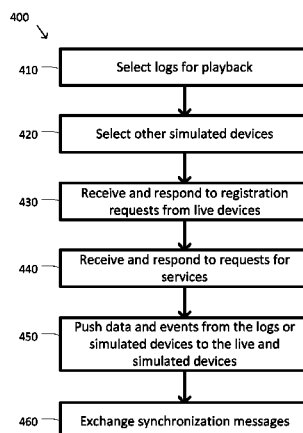 400
410
Select logs for playback
420
Select other simulated devices
430
Receive and respond to registration
requests from live devices
440
Receive and respond to requests for
services
450
Push data and events from the logs or
simulated devices to the live and
simulated devices
460
Exchange synchronization messages